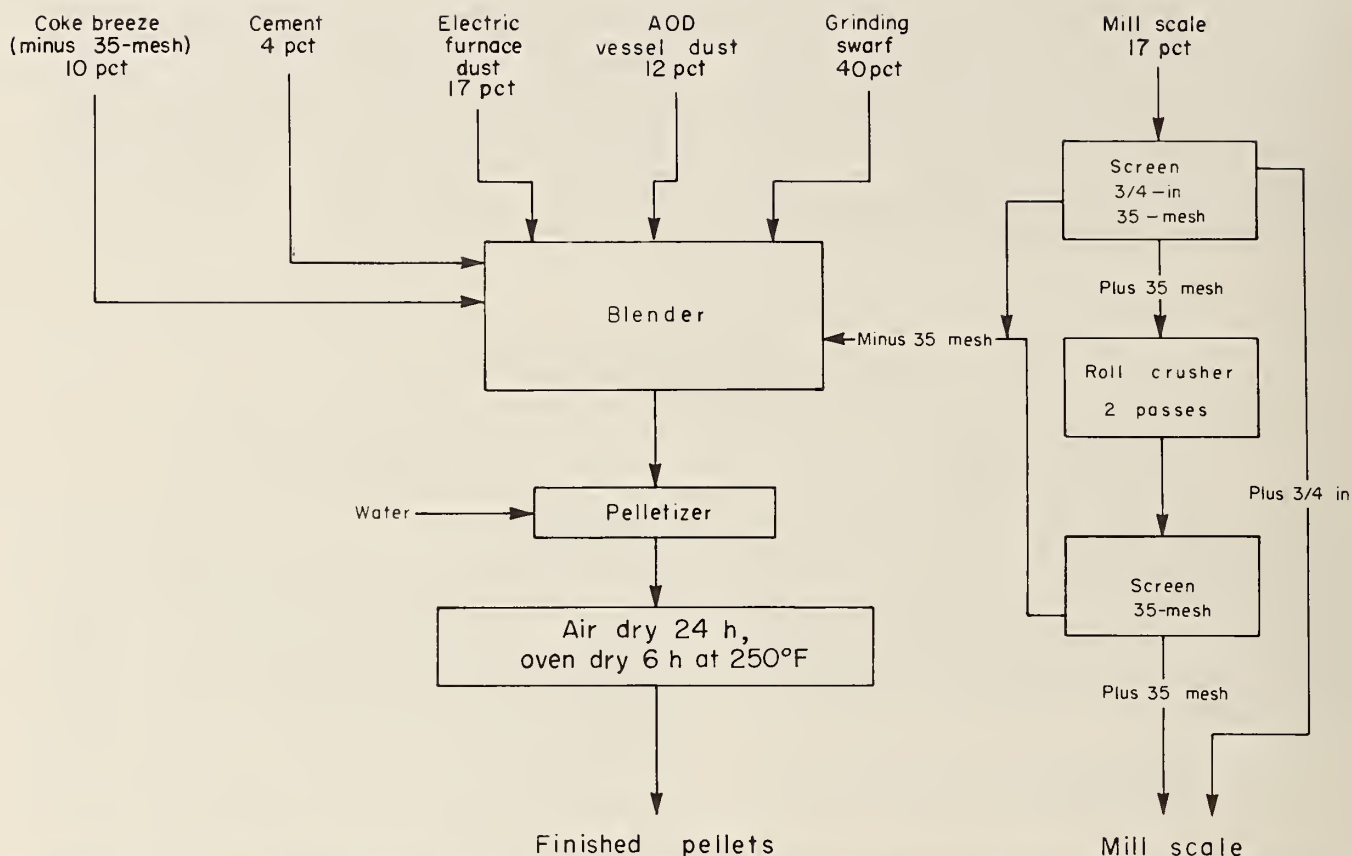 Coke breeze
(minus 35-mesh)
10 pct
Cement
4 pct
Electric
furnace
dust
17 pct
AOD
vessel dust
12 pct
Grinding
swarf
40 pct
Mill scale
17 pct
Screen
3/4-in
35-mesh
Blender
Minus 35 mesh
Plus 35 mesh
Roll crusher
2 passes
Plus 3/4 in
Water
Pelletizer
Screen
35-mesh
Air dry 24 h,
oven dry 6 h at 250°F
Plus 35 mesh
Finished pellets
Mill scale